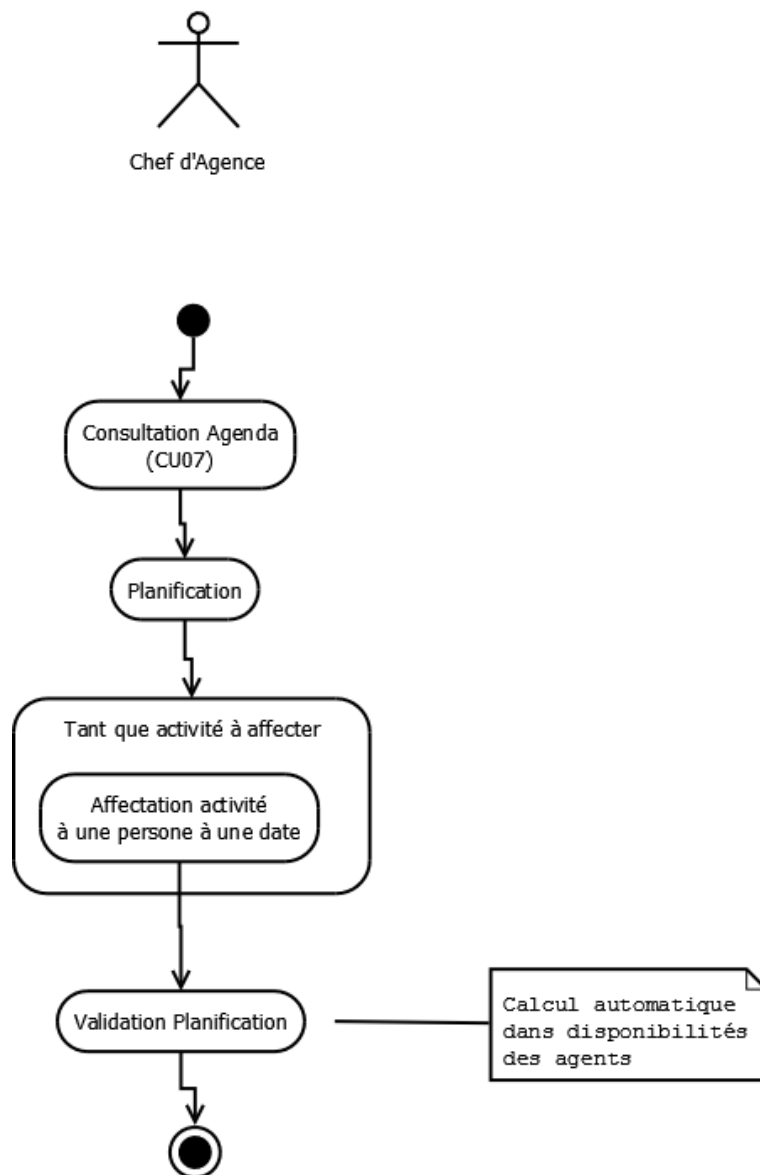 Chef d'Agence
Consultation Agenda
(CU07)
Planification
Tant que activité à affecter
Affectation activité
à une persone à une date
Validation Planification
Calcul automatique
dans disponibilités
des agents